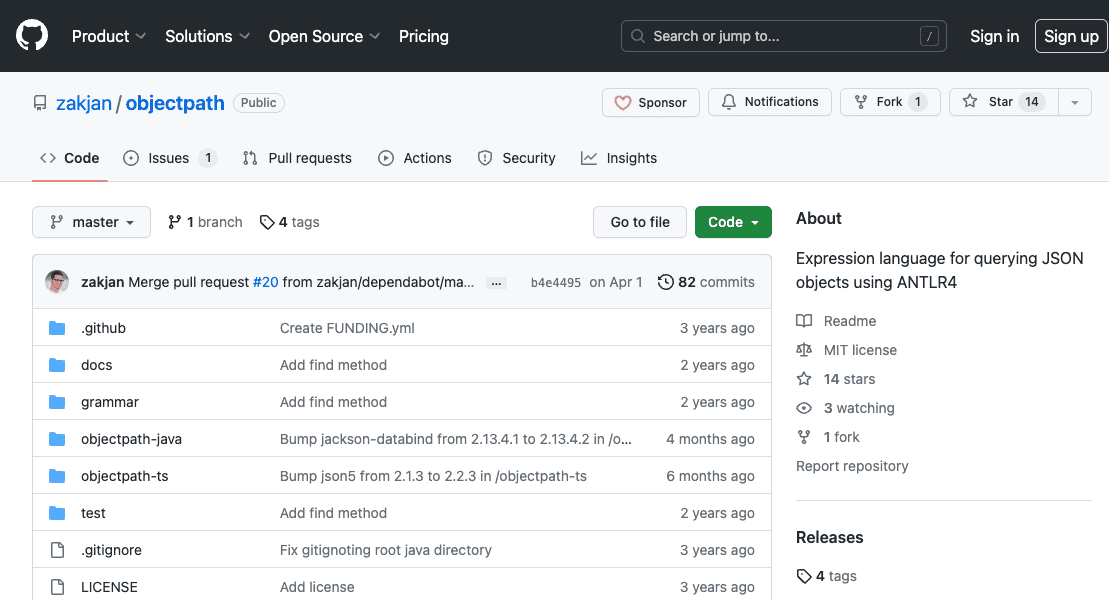 Product Solutions Open Source Pricing Search or jump to... / Sign in Sign up
zakjan / objectpath Public Sponsor Notifications Fork 1 Star 14
Code Issues 1 Pull requests Actions Security Insights
master 1 branch 4 tags Go to file Code
zakjan Merge pull request #20 from zakjan/dependabot/ma... ... b4e4495 on Apr 1 82 commits
.github Create FUNDING.yml 3 years ago
docs Add find method 2 years ago
grammar Add find method 2 years ago
objectpath-java Bump jackson-databind from 2.13.4.1 to 2.13.4.2 in /o... 4 months ago
objectpath-ts Bump json5 from 2.1.3 to 2.2.3 in /objectpath-ts 6 months ago
test Add find method 2 years ago
.gitignore Fix gitignoting root java directory 3 years ago
LICENSE Add license 3 years ago
About
Expression language for querying JSON
objects using ANTLR4
Readme
MIT license
14 stars
3 watching
1 fork
Report repository
Releases
4 tags